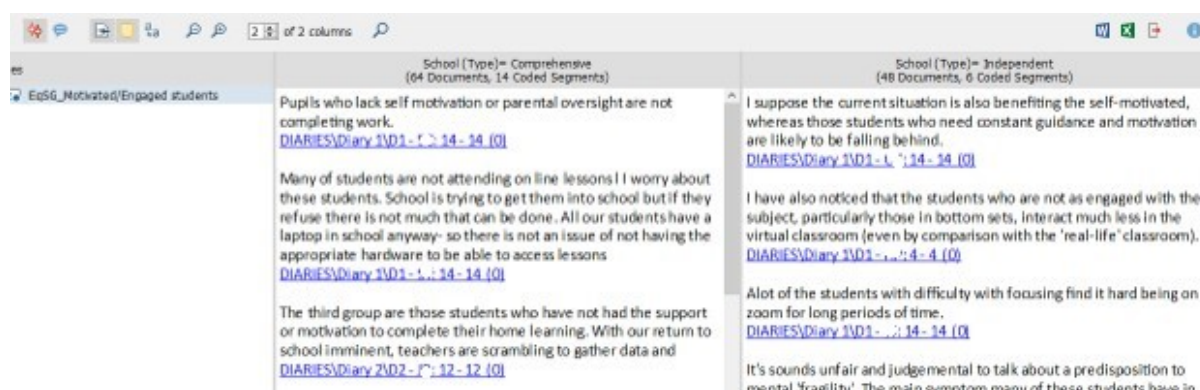 2 of 2 columns
es
EqSG_Motivated/Engaged students
School (Type)= Comprehensive
(64 Documents, 14 Coded Segments)
Pupils who lack self motivation or parental oversight are not
completing work.
DIARIES\Diary 1\D1 - : 14 - 14 (0)
Many of students are not attending on line lessons I I worry about
these students. School is trying to get them into school but if they
refuse there is not much that can be done. All our students have a
laptop in school anyway- so there is not an issue of not having the
appropriate hardware to be able to access lessons
DIARIES\Diary 1\D1 - : 14 - 14 (0)
The third group are those students who have not had the support
or motivation to complete their home learning. With our return to
school imminent, teachers are scrambling to gather data and
DIARIES\Diary 2\D2 - : 12 - 12 (0)
School (Type)= Independent
(48 Documents, 6 Coded Segments)
I suppose the current situation is also benefiting the self-motivated,
whereas those students who need constant guidance and motivation
are likely to be falling behind.
DIARIES\Diary 1\D1 - : 14 - 14 (0)
I have also noticed that the students who are not as engaged with the
subject, particularly those in bottom sets, interact much less in the
virtual classroom (even by comparison with the 'real-life' classroom).
DIARIES\Diary 1\D1 - : 4 - 4 (0)
Alot of the students with difficulty with focusing find it hard being on
zoom for long periods of time.
DIARIES\Diary 1\D1 - : 14 - 14 (0)
It's sounds unfair and judgemental to talk about a predisposition to
mental 'fragility'. The main symptom many of these students have in